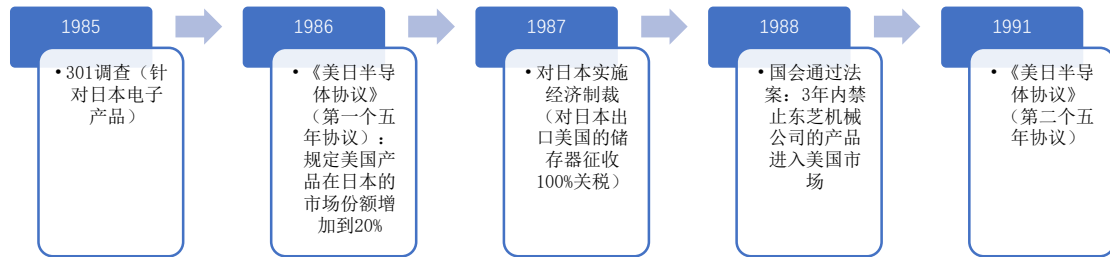 1985
•301调查（针
对日本电子
产品）
1986
•《美日半导
体协议》
（第一个五
年协议）：
规定美国产
品在日本的
市场份额增
加到20%
1987
•对日本实施
经济制裁
（对日本出
口美国的储
存器征收
100%关税）
1988
•国会通过法
案：3年内禁
止东芝机械
公司的产品
进入美国市
场
1991
•《美日半导
体协议》
（第二个五
年协议）